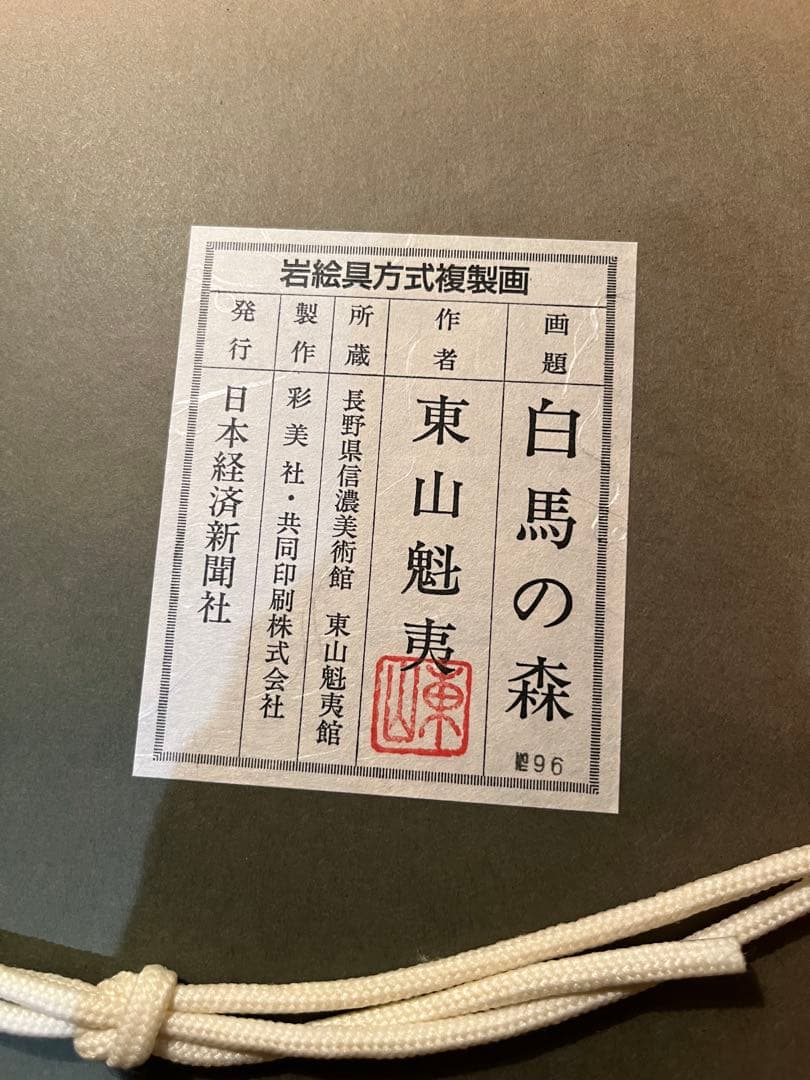 岩絵具方式複製画
画題
白馬の森
№96
作者
東山魁夷
東山
所蔵
長野県信濃美術館 東山魁夷館
製作
彩美社・共同印刷株式会社
発行
日本経済新聞社